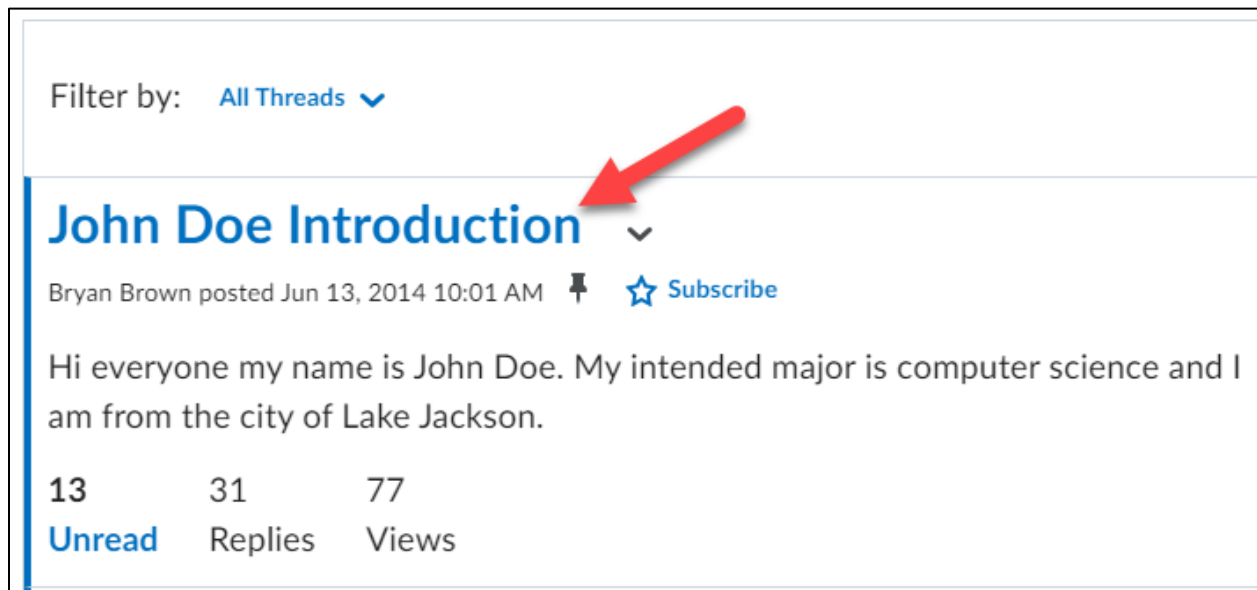 Filter by: All Threads
John Doe Introduction
Bryan Brown posted Jun 13, 2014 10:01 AM Subscribe
Hi everyone my name is John Doe. My intended major is computer science and I
am from the city of Lake Jackson.
13 31 77
Unread Replies Views